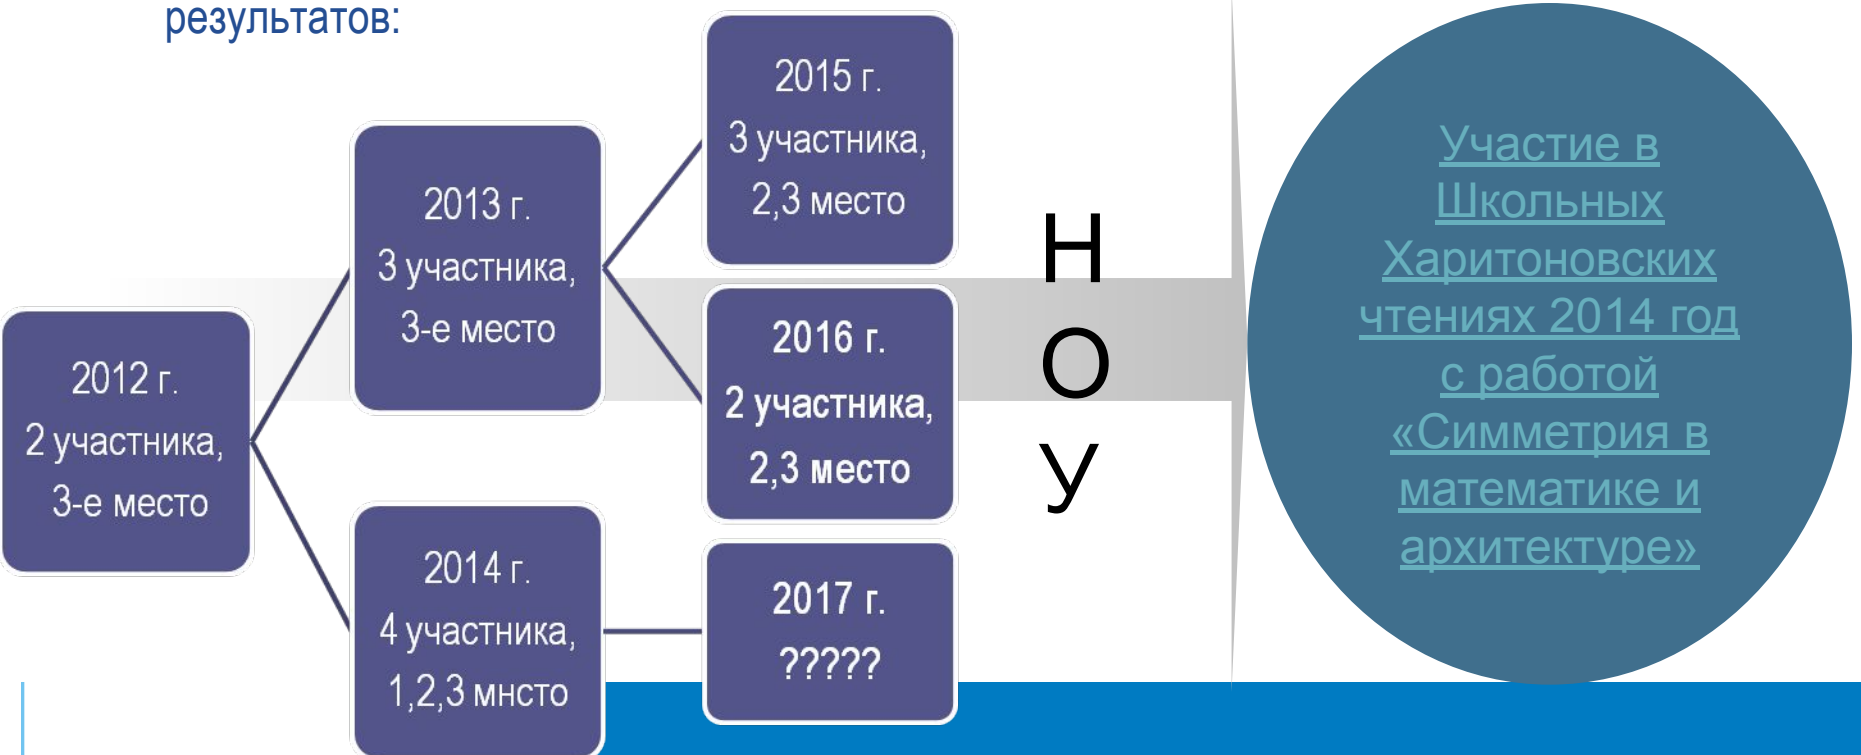 результатов:
2012 г.
2 участника,
3-е место
2013 г.
3 участника,
3-е место
2014 г.
4 участника,
1,2,3 мнсто
2015 г.
3 участника,
2,3 место
2016 г.
2 участника,
2,3 место
2017 г.
?????
Н
О
У
Участие в
Школьных
Харитоновских
чтениях 2014 год
с работой
«Симметрия в
математике и
архитектуре»